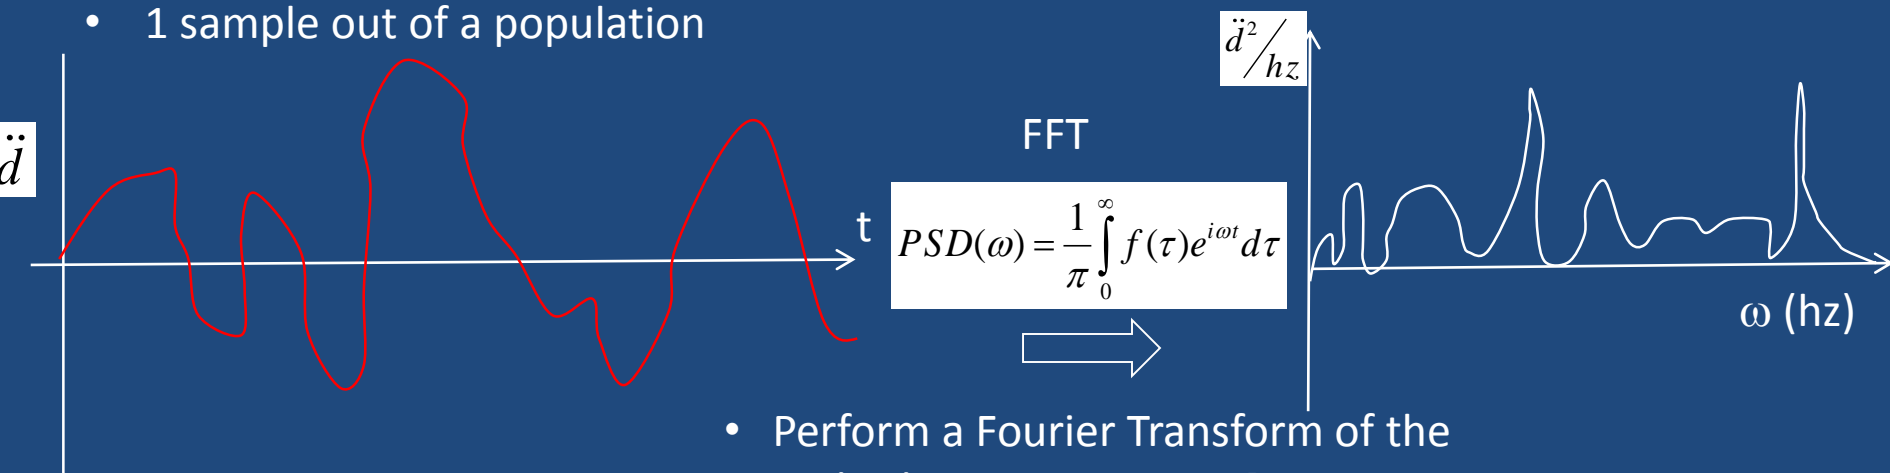 • 1 sample out of a population
d̈
t
FFT
PSD(ω) = 1/π ∫₀^∞ f(τ)e^{iωt}dτ
d̈²/hz
ω (hz)
• Perform a Fourier Transform of the